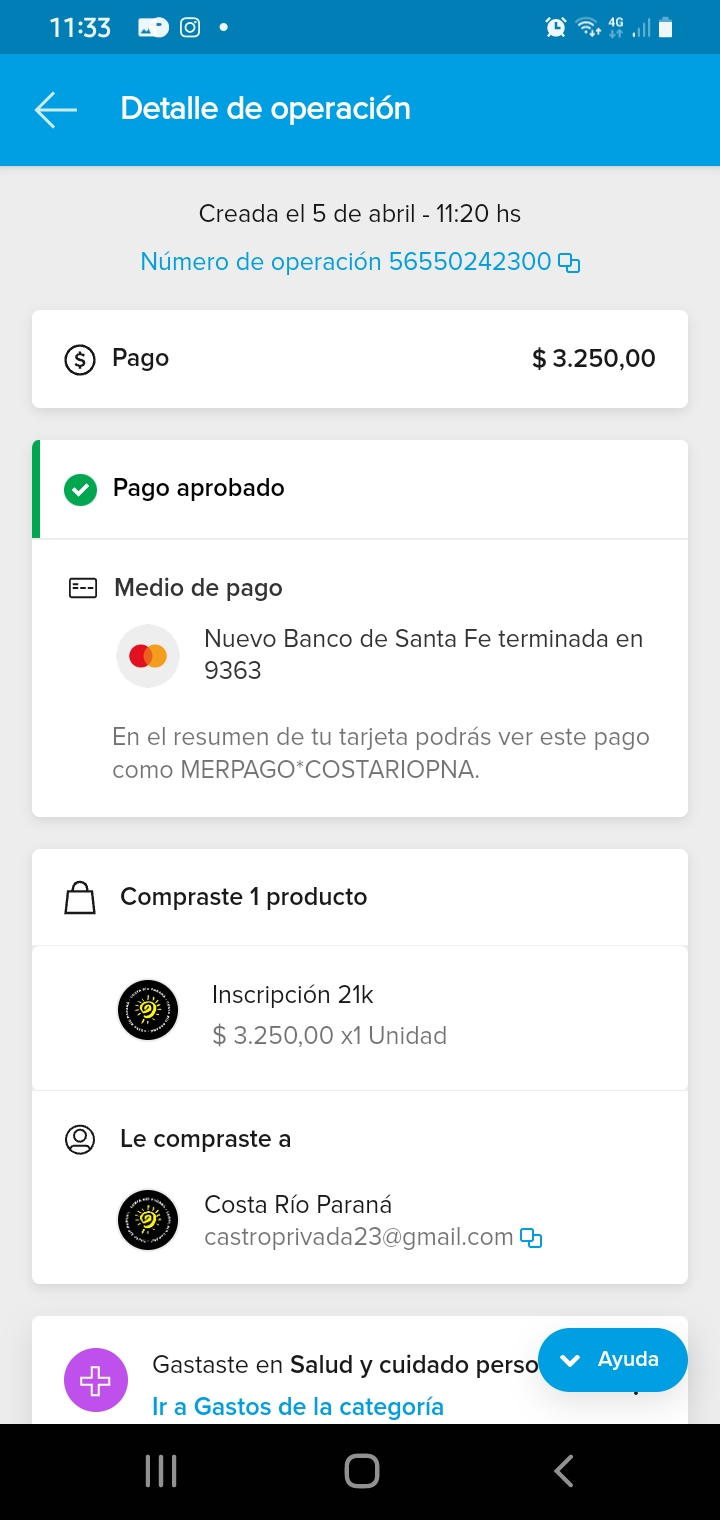 11:33
4G
Detalle de operación
Creada el 5 de abril - 11:20 hs
Número de operación 56550242300
Pago
$ 3.250,00
Pago aprobado
Medio de pago
Nuevo Banco de Santa Fe terminada en
9363
En el resumen de tu tarjeta podrás ver este pago
como MERPAGO*COSTARIOPNA.
Compraste 1 producto
Inscripción 21k
$ 3.250,00 x1 Unidad
Le compraste a
Costa Río Paraná
castroprivada23@gmail.com
Gastaste en Salud y cuidado perso
Ayuda
Ir a Gastos de la categoría